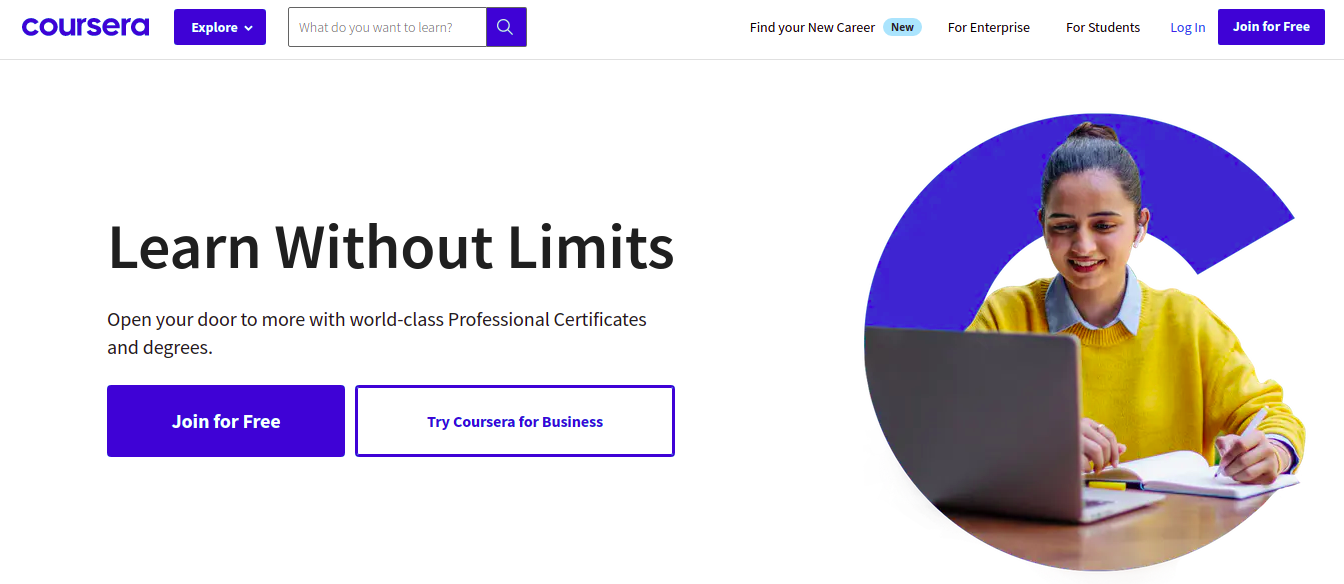 coursera
Explore
What do you want to learn?
Find your New Career New
For Enterprise
For Students
Log In
Join for Free
Learn Without Limits
Open your door to more with world-class Professional Certificates
and degrees.
Join for Free
Try Coursera for Business